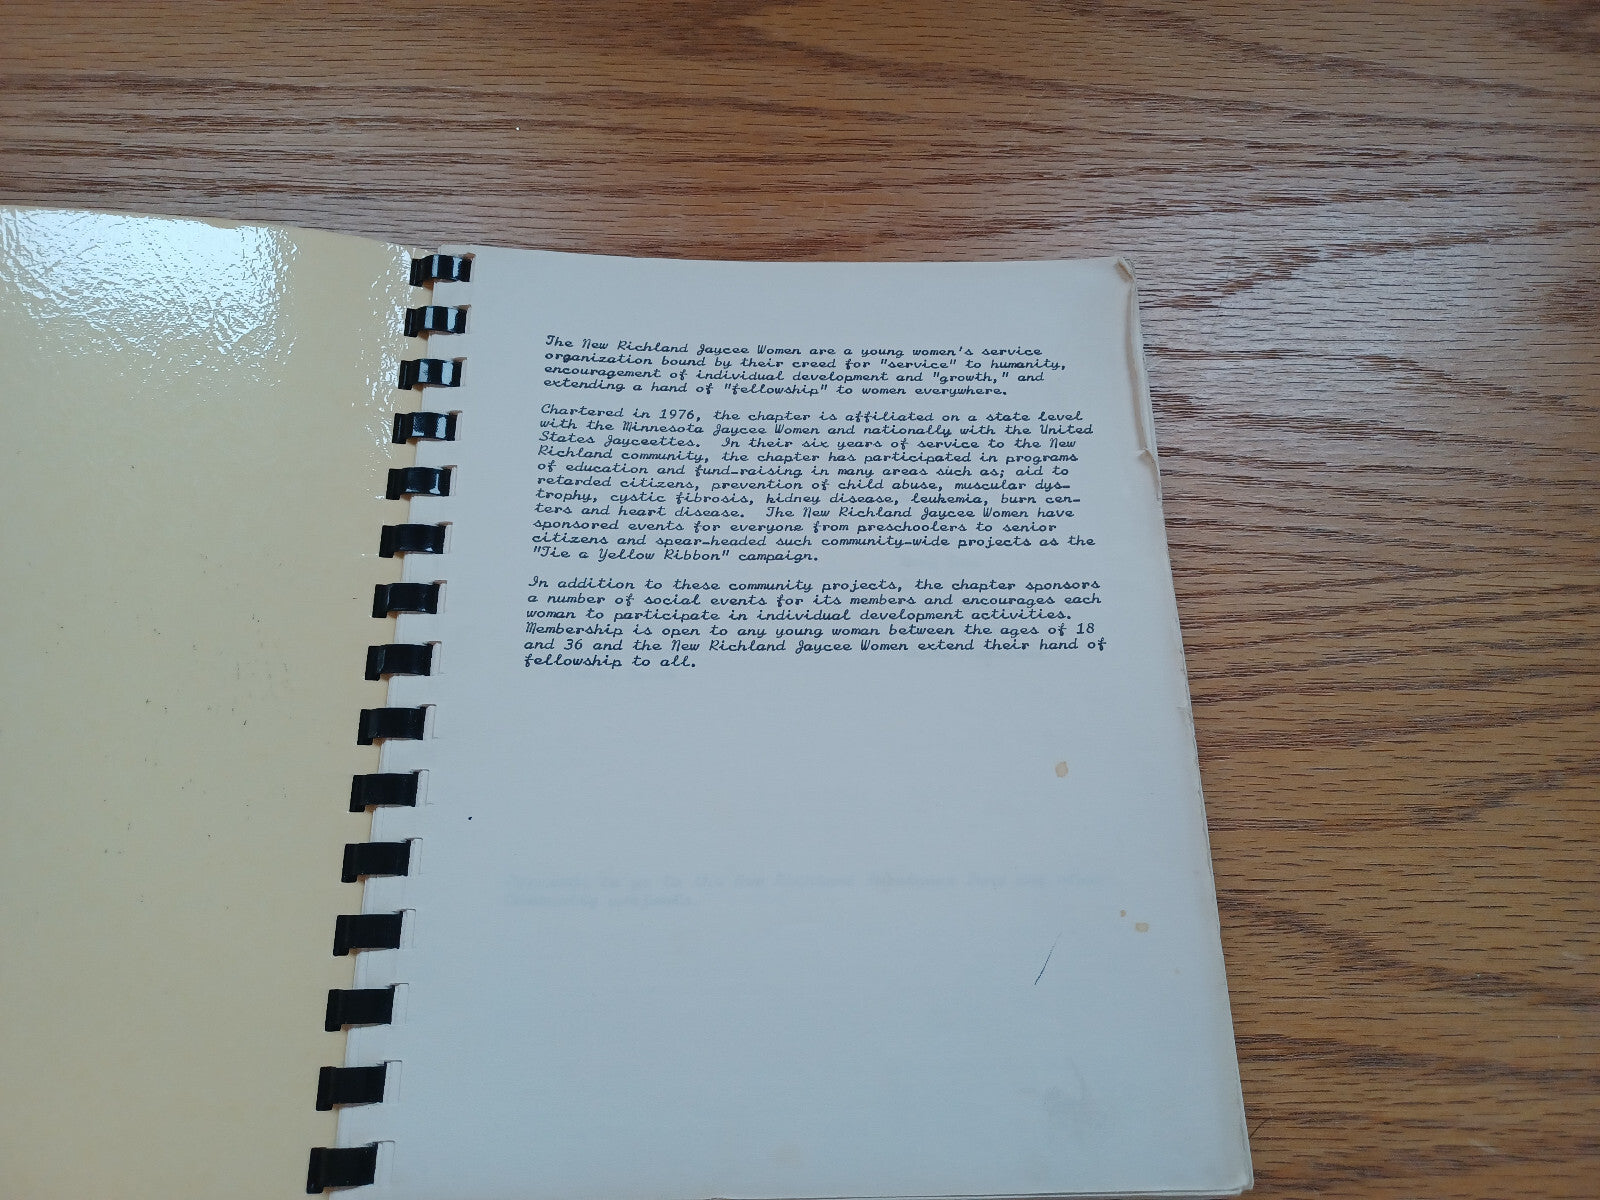 The New Richland Jaycee Women are a young women's service
organization bound by their creed for "service" to humanity,
encouragement of individual development and "growth," and
extending a hand of "fellowship" to women everywhere.
Chartered in 1976, the chapter is affiliated on a state level
with the Minnesota Jaycee Women and nationally with the United
States Jayceettes. In their six years of service to the New
Richland community, the chapter has participated in programs
of education and fund-raising in many areas such as; aid to
retarded citizens, prevention of child abuse, muscular dys-
trophy, cystic fibrosis, kidney disease, leukemia, burn cen-
ters and heart disease. The New Richland Jaycee Women have
sponsored events for everyone from preschoolers to senior
citizens and spear-headed such community-wide projects as the
"Tie a Yellow Ribbon" campaign.
In addition to these community projects, the chapter sponsors
a number of social events for its members and encourages each
woman to participate in individual development activities.
Membership is open to any young woman between the ages of 18
and 36 and the New Richland Jaycee Women extend their hand of
fellowship to all.